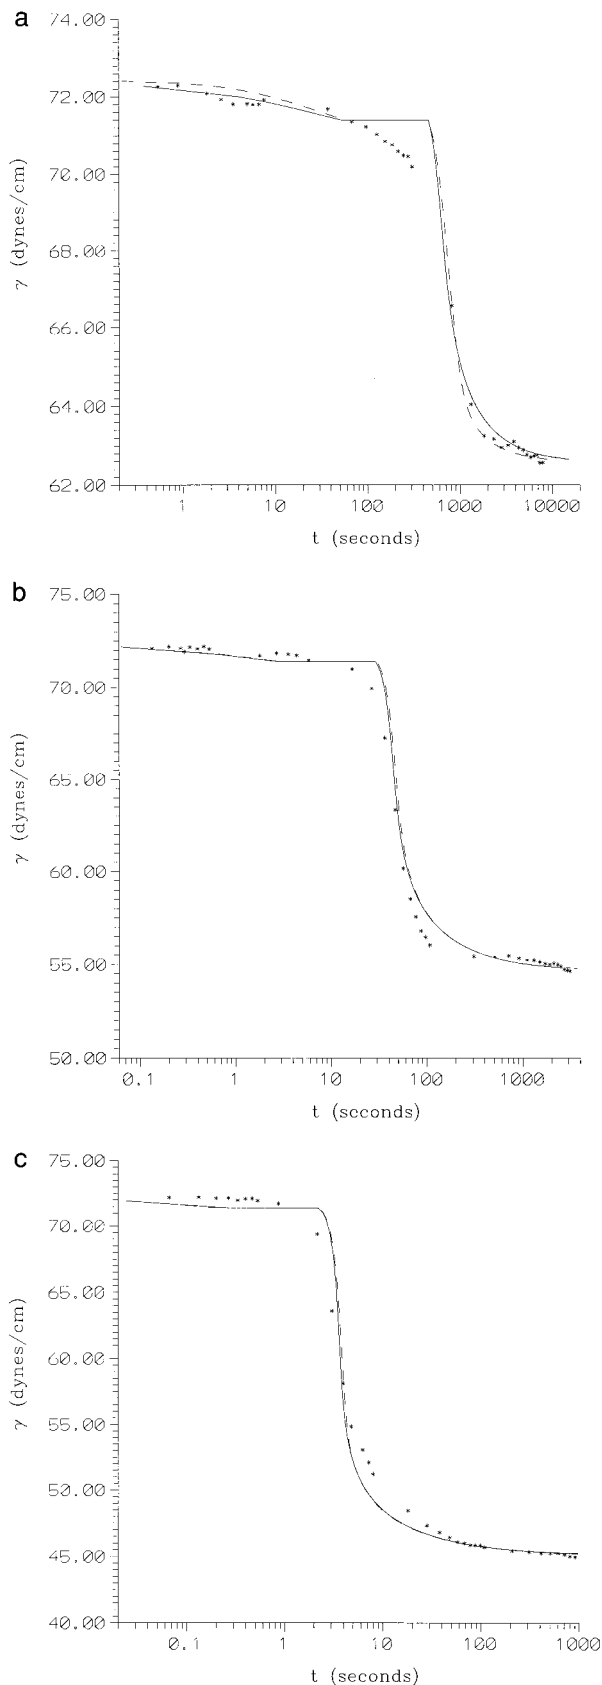 a
74.00
72.00
70.00
68.00
66.00
64.00
62.00
γ (dynes/cm)
1 10 100 1000 10000
t (seconds)
b
75.00
70.00
65.00
60.00
55.00
50.00
γ (dynes/cm)
0.1 1 10 100 1000
t (scconds)
c
75.00
70.00
65.00
60.00
55.00
50.00
45.00
40.00
γ (dynes/cm)
0.1 1 10 100 1000
t (seconds)